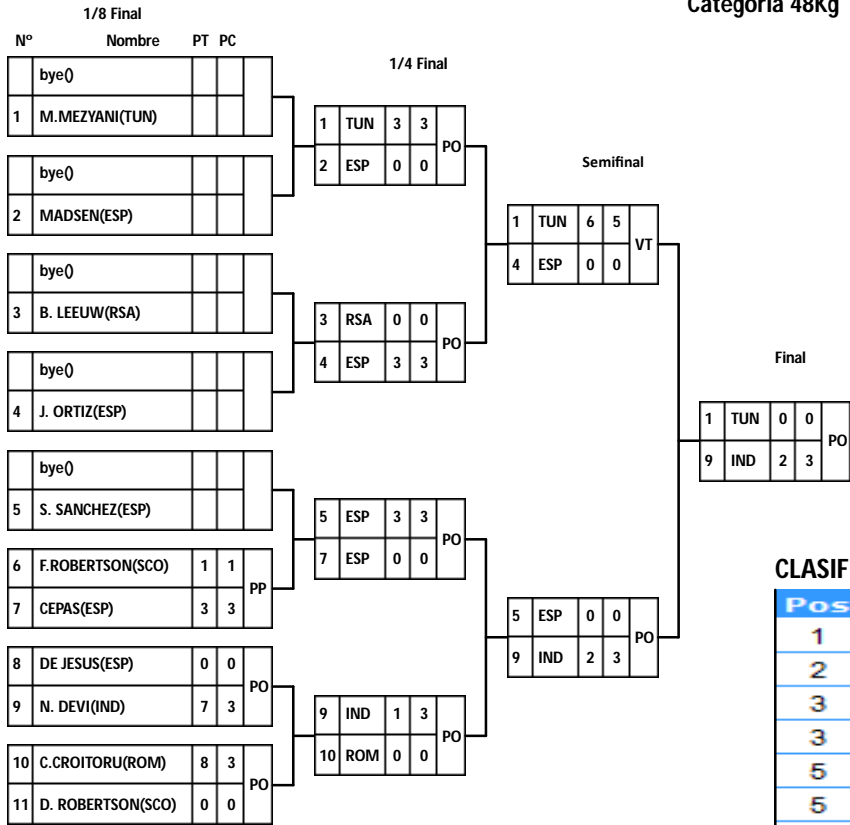 Categoría 48Kg
1/8 Final
Nº Nombre PT PC
bye()
1 M.MEZYANI(TUN)
bye()
2 MADSEN(ESP)
bye()
3 B. LEEUW(RSA)
bye()
4 J. ORTIZ(ESP)
bye()
5 S. SANCHEZ(ESP)
6 F.ROBERTSON(SCO) 1 1
PP
7 CEPAS(ESP) 3 3
8 DE JESUS(ESP) 0 0
PO
9 N. DEVI(IND) 7 3
10 C.CROITORU(ROM) 8 3
PO
11 D. ROBERTSON(SCO) 0 0
1/4 Final
1 TUN 3 3
PO
2 ESP 0 0
3 RSA 0 0
PO
4 ESP 3 3
5 ESP 3 3
PO
7 ESP 0 0
9 IND 1 3
PO
10 ROM 0 0
Semifinal
1 TUN 6 5
VT
4 ESP 0 0
5 ESP 0 0
PO
9 IND 2 3
Final
1 TUN 0 0
PO
9 IND 2 3
CLASIF
Pos
1
2
3
3
5
5